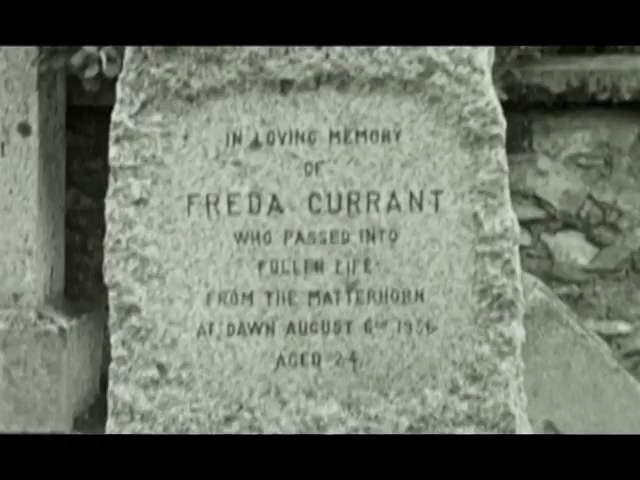 IN LOVING MEMORY
OF
FREDA CURRANT
WHO PASSED INTO
FULLER LIFE
FROM THE MATTERHORN
AT DAWN AUGUST 6TH 1936
AGED 24.